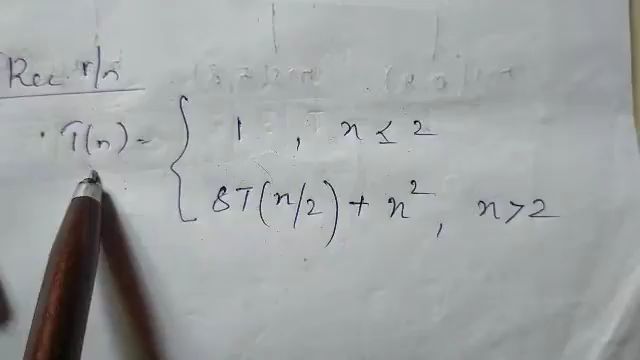 Rec r/n
T(n) = { 1 , n ≤ 2
8T(n/2) + n², n > 2